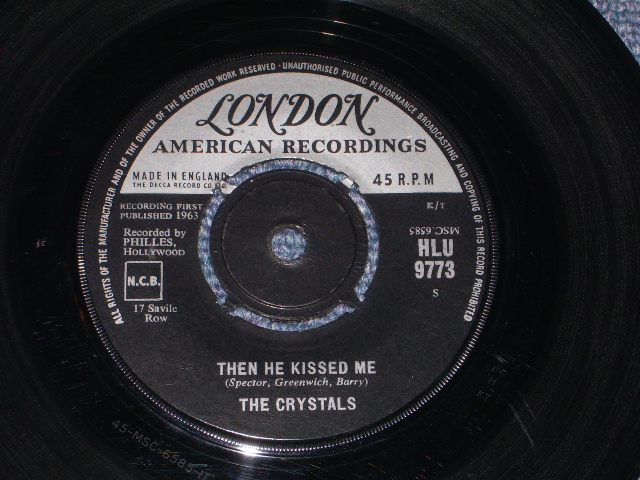 ALL RIGHTS OF THE MANUFACTURER AND OF THE OWNER OF THE RECORDED WORK RESERVED · UNAUTHORISED PUBLIC PERFORMANCE BROADCASTING AND COPYING OF THIS RECORD PROHIBITED
LONDON
AMERICAN RECORDINGS
MADE IN ENGLAND
THE DECCA RECORD CO. LTD.
45 R.P.M
RECORDING FIRST
PUBLISHED 1963
K/T
Recorded by
PHILLES,
HOLLYWOOD
MSC.6585
HLU
9773
N.C.B.
S
17 Savile
Row
THEN HE KISSED ME
(Spector, Greenwich, Barry)
THE CRYSTALS